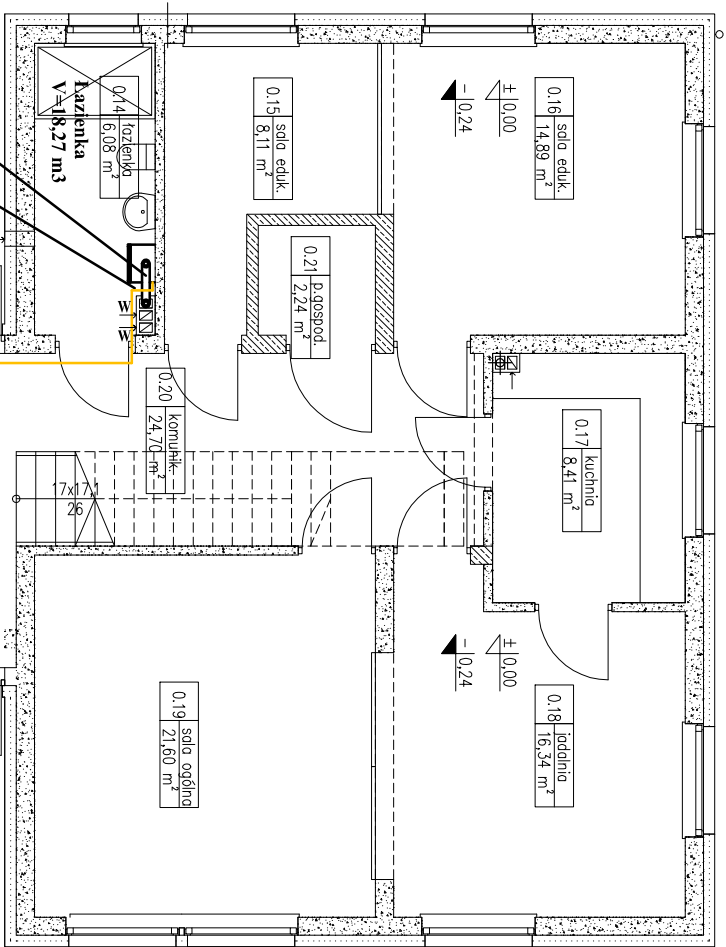 0.14 łazienka
6,08 m²
Łazienka
V=18,27 m3
0.15 sala eduk.
8,11 m²
0.16 sala eduk.
14,89 m²
± 0,00
- 0,24
0.21 p.gospod.
2,24 m²
W
W
0.20 komunik.
24,70 m²
0.17 kuchnia
8,41 m²
17x17,1
26
± 0,00
- 0,24
0.18 jadalnia
16,34 m²
0.19 sala ogólna
21,60 m²